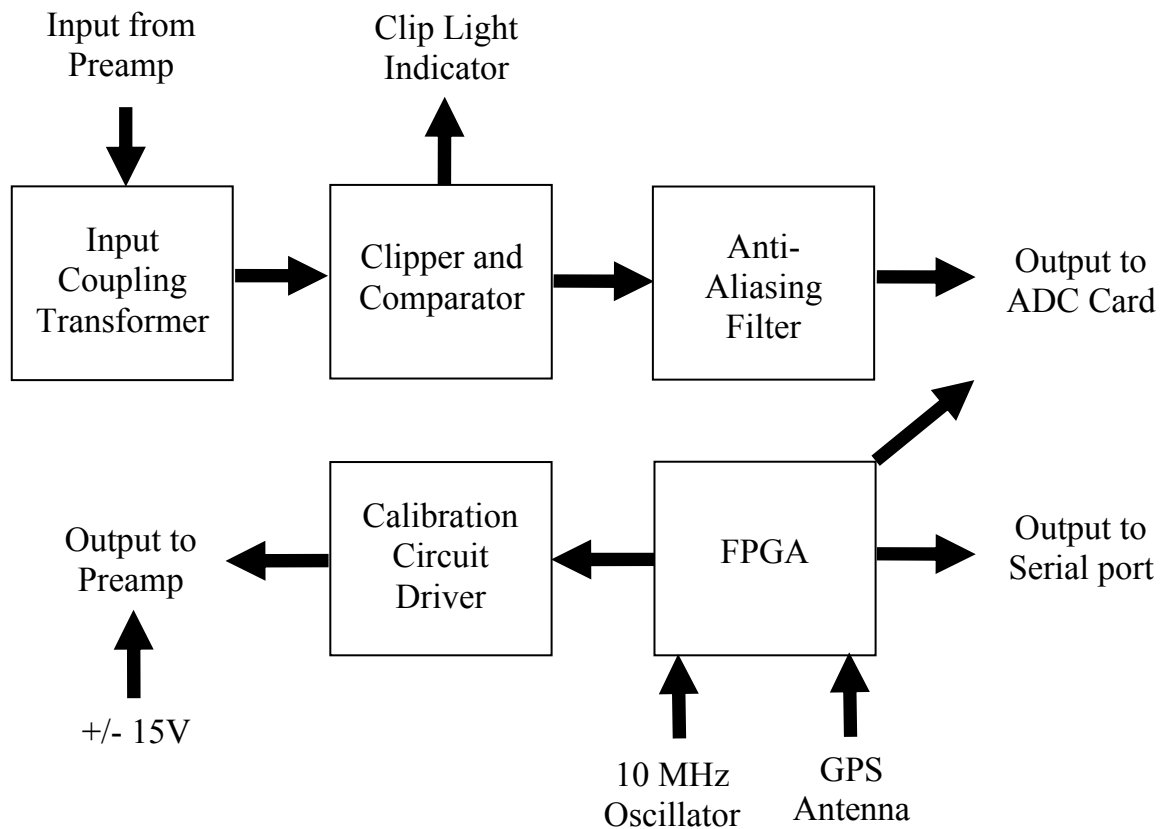 Input from
Preamp
Clip Light
Indicator
Input
Coupling
Transformer
Clipper and
Comparator
Anti-
Aliasing
Filter
Output to
ADC Card
Output to
Preamp
Calibration
Circuit
Driver
FPGA
Output to
Serial port
+/- 15V
10 MHz
Oscillator
GPS
Antenna